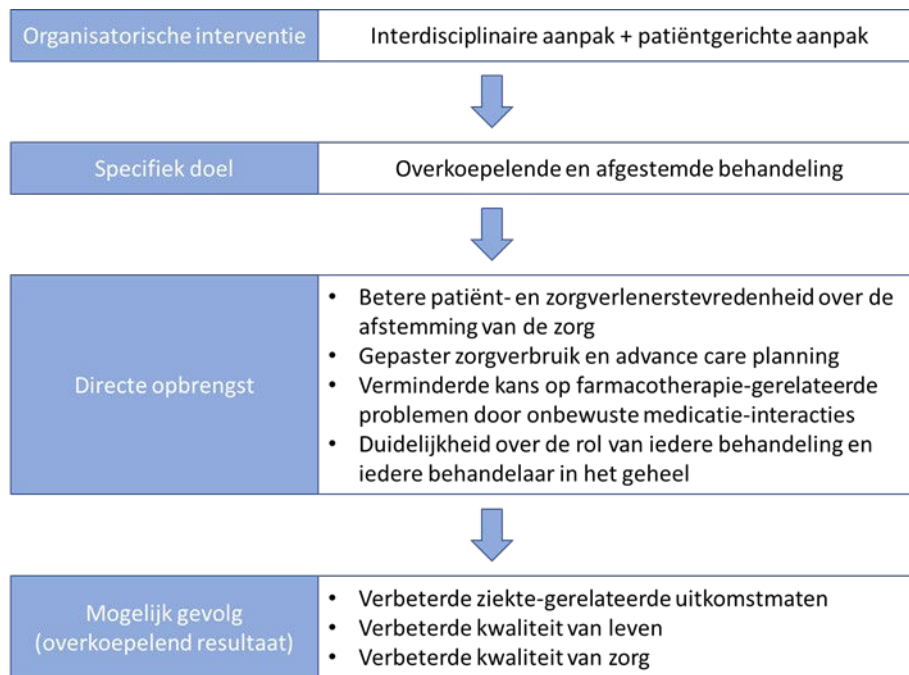 Organisatorische interventie
Interdisciplinaire aanpak + patiëntgerichte aanpak
Specifiek doel
Overkoepelende en afgestemde behandeling
Directe opbrengst
• Betere patiënt- en zorgverlenerstevredenheid over de
afstemming van de zorg
• Gepaster zorgverbruik en advance care planning
• Verminderde kans op farmacotherapie-gerelateerde
problemen door onbewuste medicatie-interacties
• Duidelijkheid over de rol van iedere behandeling en
iedere behandelaar in het geheel
Mogelijk gevolg
(overkoepelend resultaat)
• Verbeterde ziekte-gerelateerde uitkomstmaten
• Verbeterde kwaliteit van leven
• Verbeterde kwaliteit van zorg